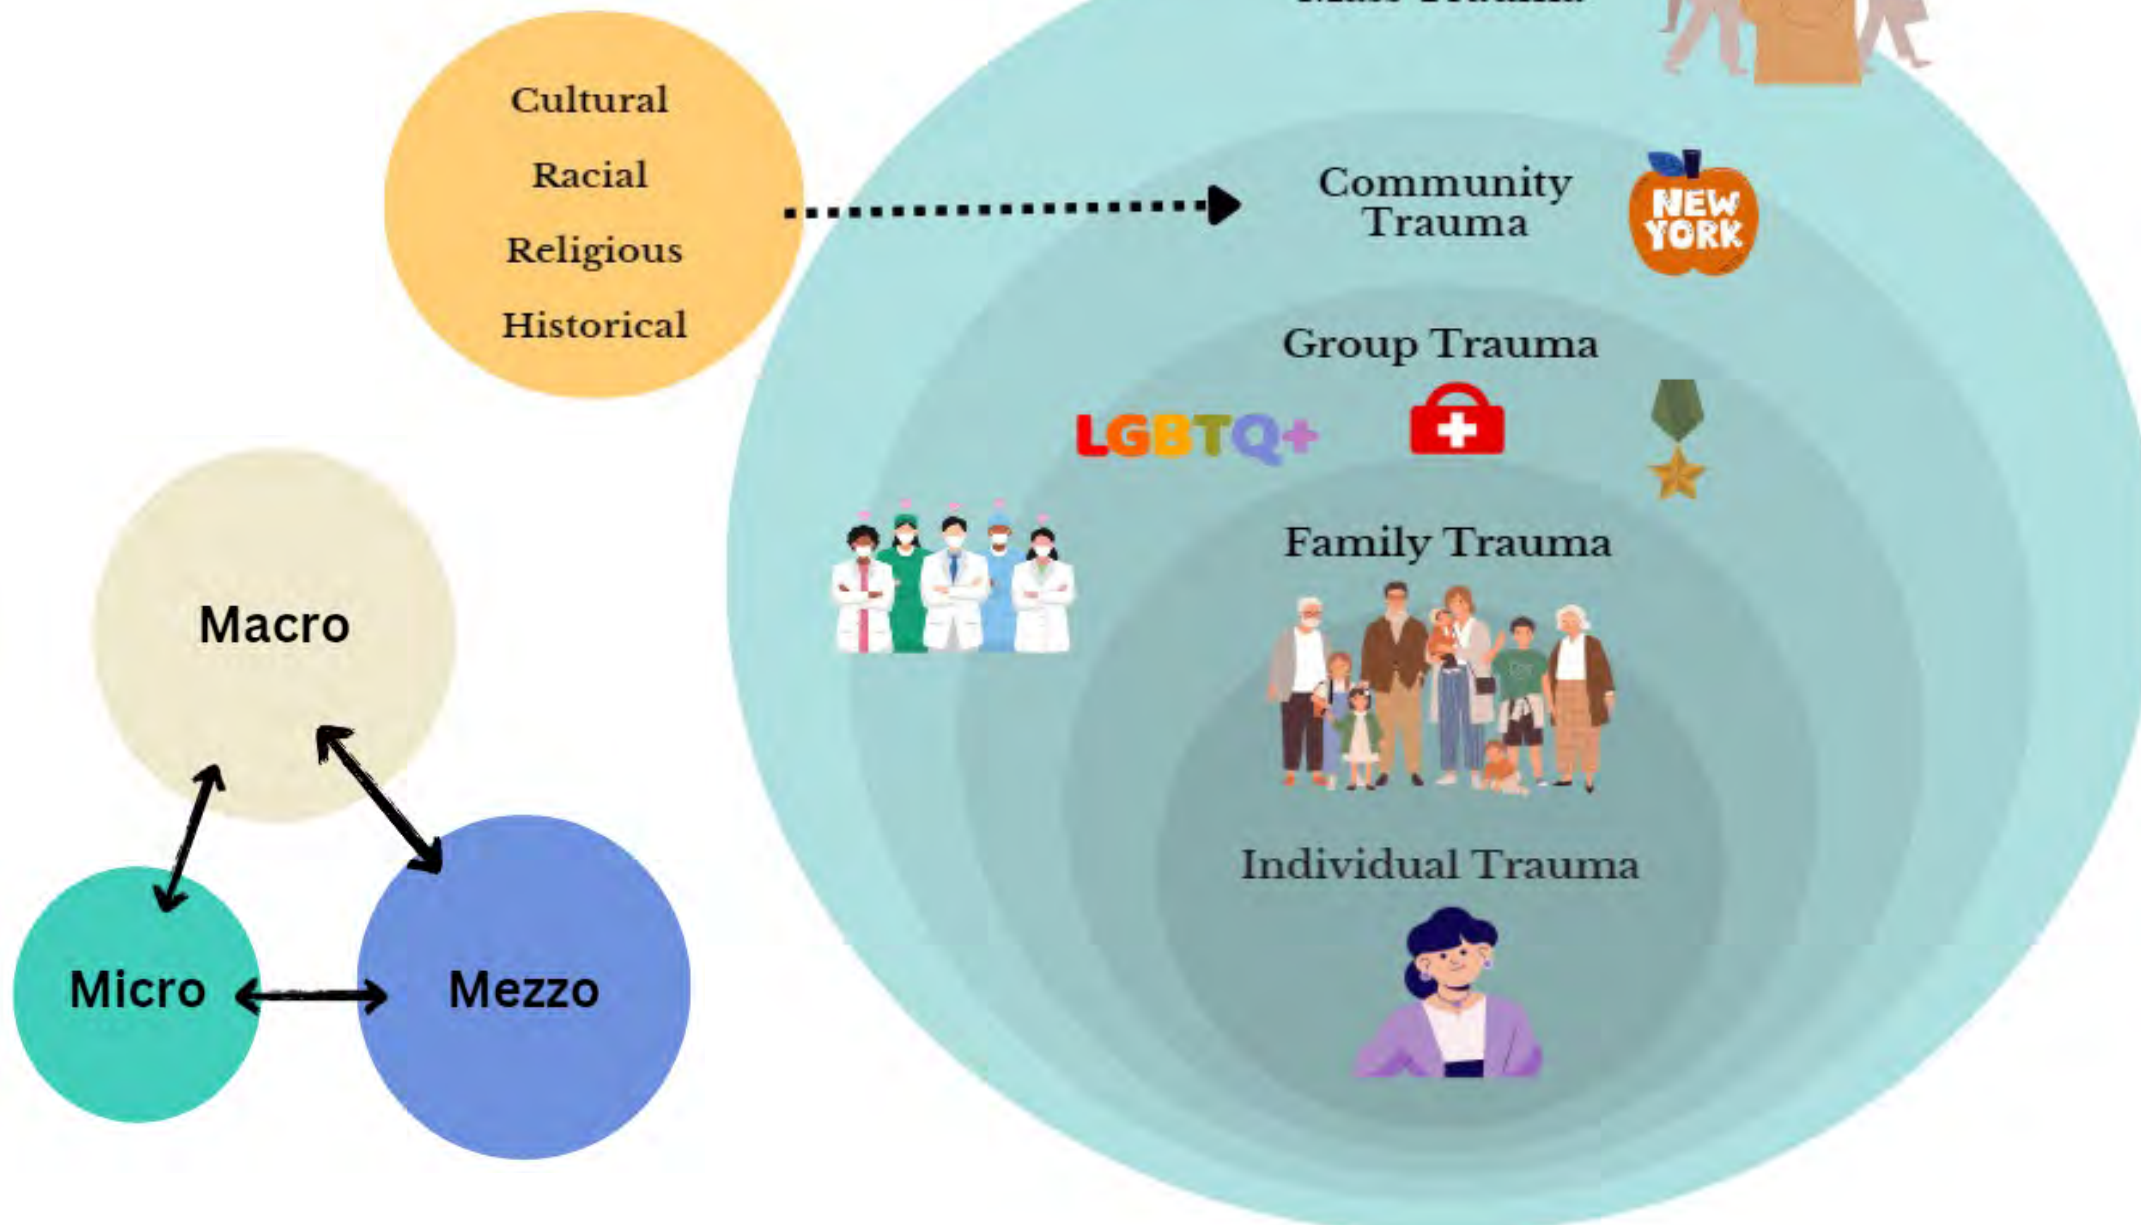 Cultural
Racial
Religious
Historical
Community
Trauma
NEW
YORK
Group Trauma
LGBTQ+
Family Trauma
Individual Trauma
Macro
Micro
Mezzo